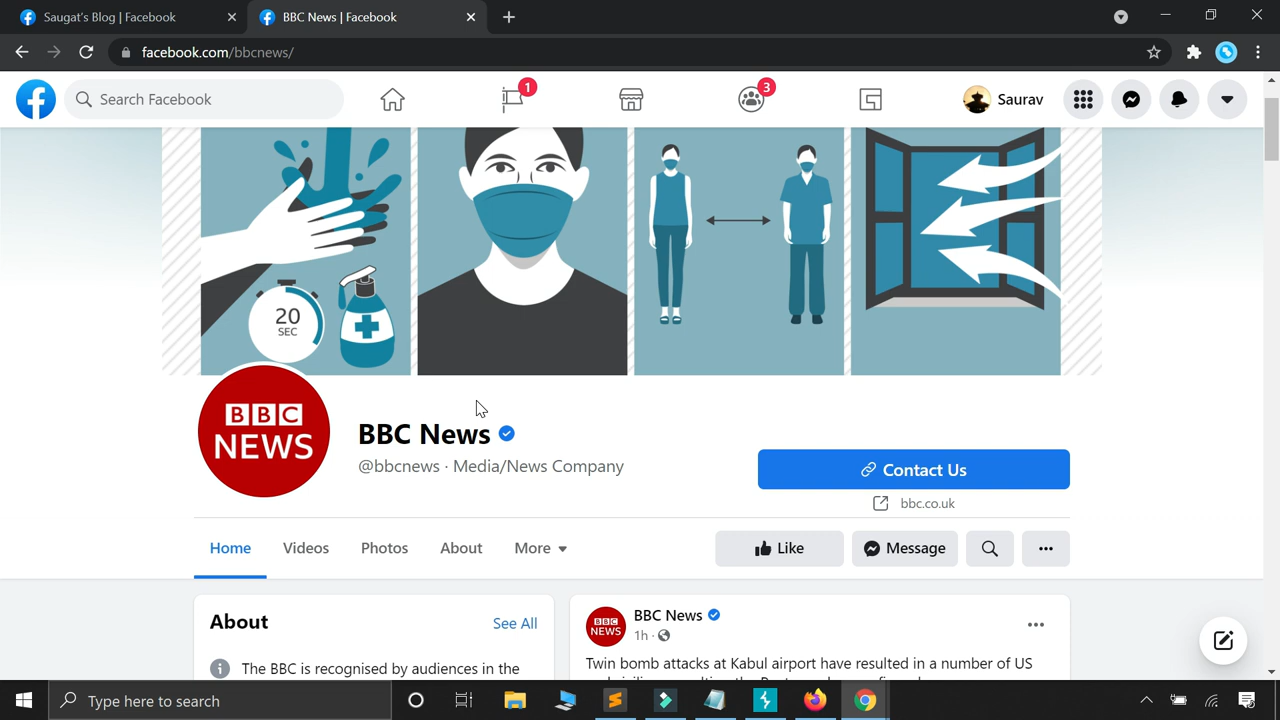 Saugat's Blog | Facebook
BBC News | Facebook
facebook.com/bbcnews/
Search Facebook
1
3
Saurav
20
SEC
BBC
NEWS
BBC News
@bbcnews · Media/News Company
Contact Us
bbc.co.uk
Home
Videos
Photos
About
More
Like
Message
About
See All
The BBC is recognised by audiences in the
BBC
NEWS
BBC News
1h ·
Twin bomb attacks at Kabul airport have resulted in a number of US
Type here to search